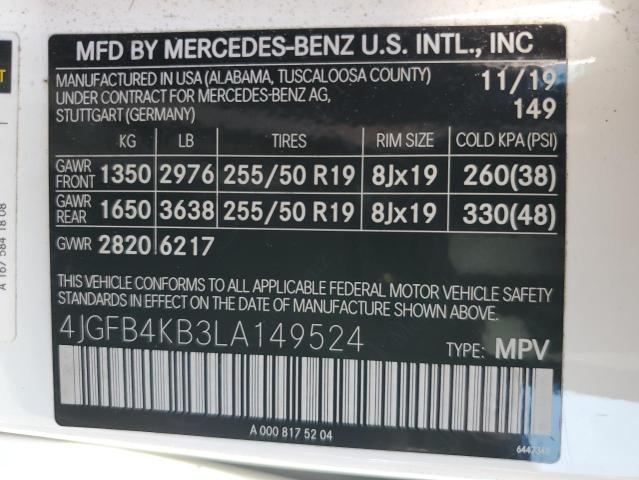 MFD BY MERCEDES-BENZ U.S. INTL., INC
MANUFACTURED IN USA (ALABAMA, TUSCALOOSA COUNTY) 11/19
UNDER CONTRACT FOR MERCEDES-BENZ AG, 149
STUTTGART (GERMANY)
KG LB TIRES RIM SIZE COLD KPA (PSI)
GAWR FRONT 1350 2976 255/50 R19 8Jx19 260(38)
GAWR REAR 1650 3638 255/50 R19 8Jx19 330(48)
GVWR 2820 6217
THIS VEHICLE CONFORMS TO ALL APPLICABLE FEDERAL MOTOR VEHICLE SAFETY
STANDARDS IN EFFECT ON THE DATE OF MANUFACTURE SHOWN ABOVE.
4JGFB4KB3LA149524 TYPE: MPV
A 000 817 52 04
A 167 584 18 08